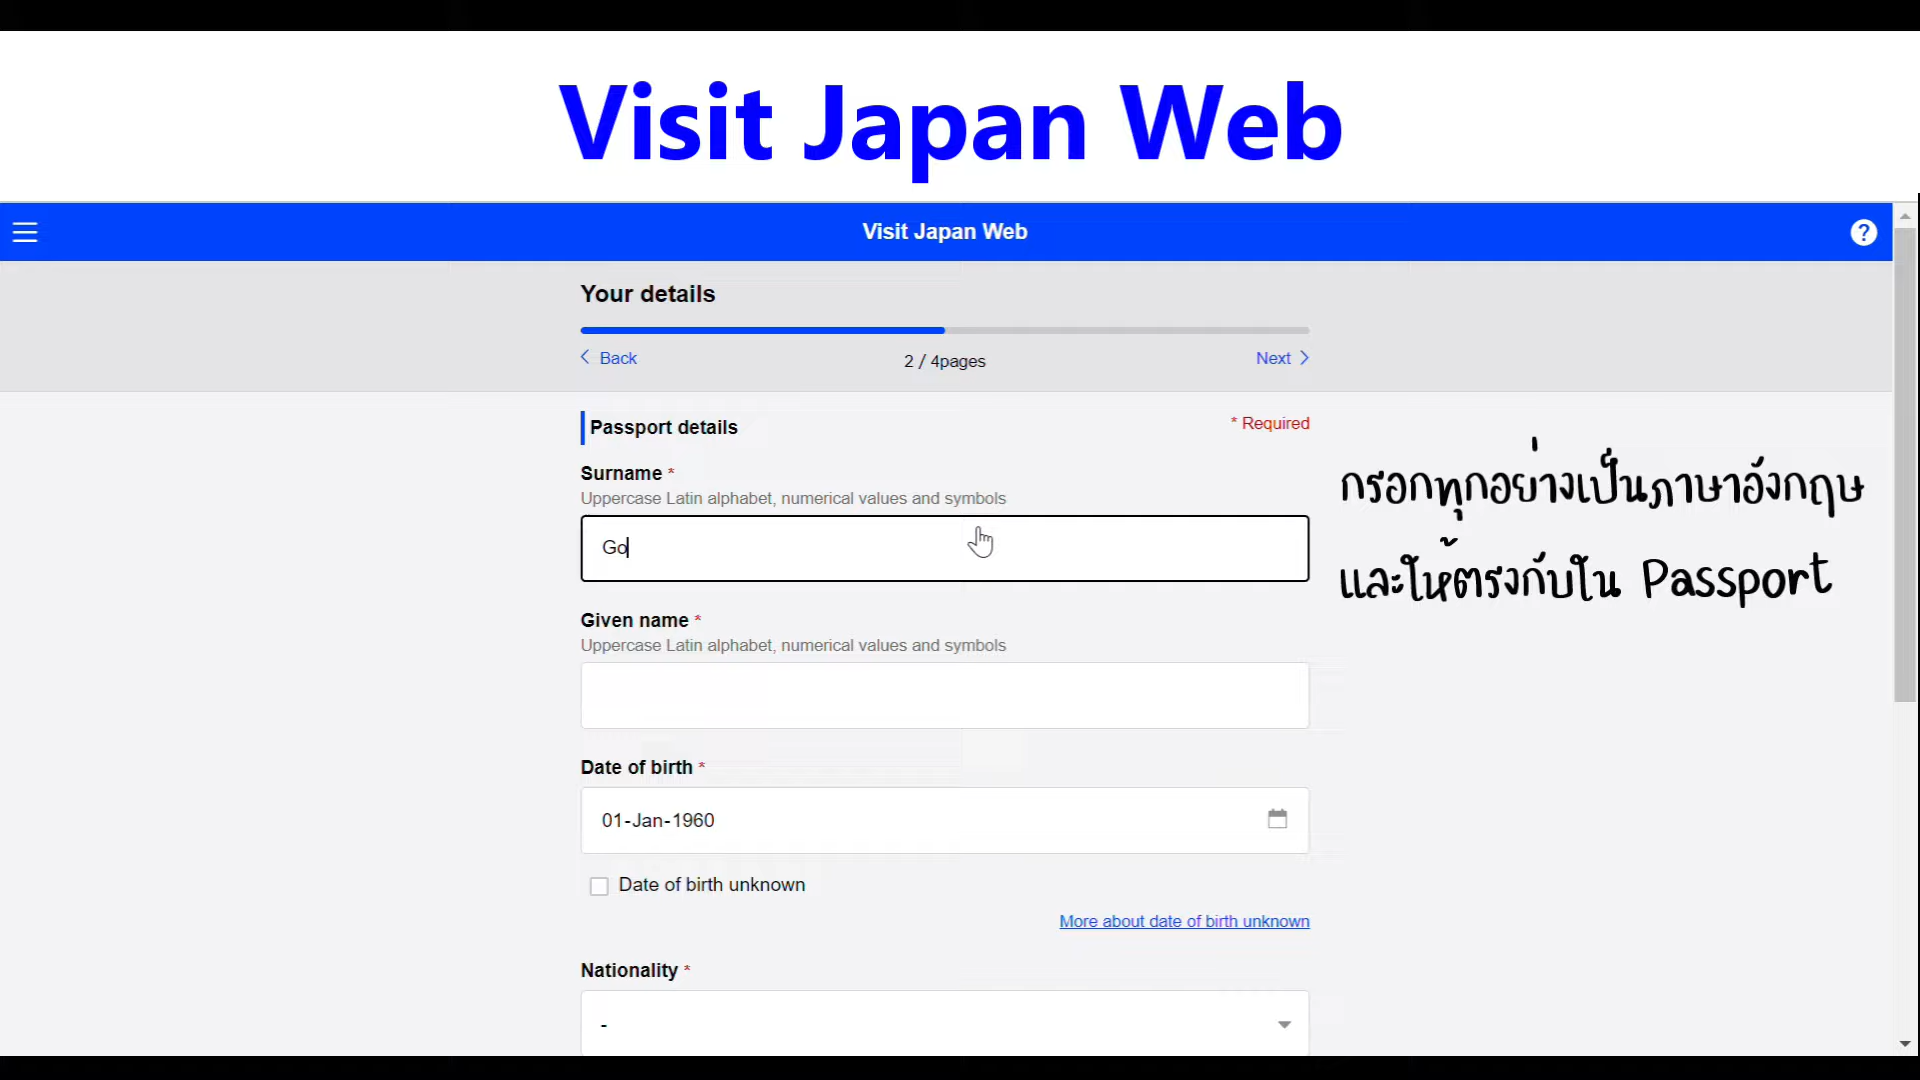 Visit Japan Web
Visit Japan Web
?
Your details
Back
2 / 4pages
Next
Passport details
* Required
Surname *
Uppercase Latin alphabet, numerical values and symbols
Go
กรอกทุกอย่างเป็นภาษาอังกฤษ
และให้ตรงกับใน Passport
Given name *
Uppercase Latin alphabet, numerical values and symbols
Date of birth *
01-Jan-1960
Date of birth unknown
More about date of birth unknown
Nationality *
-